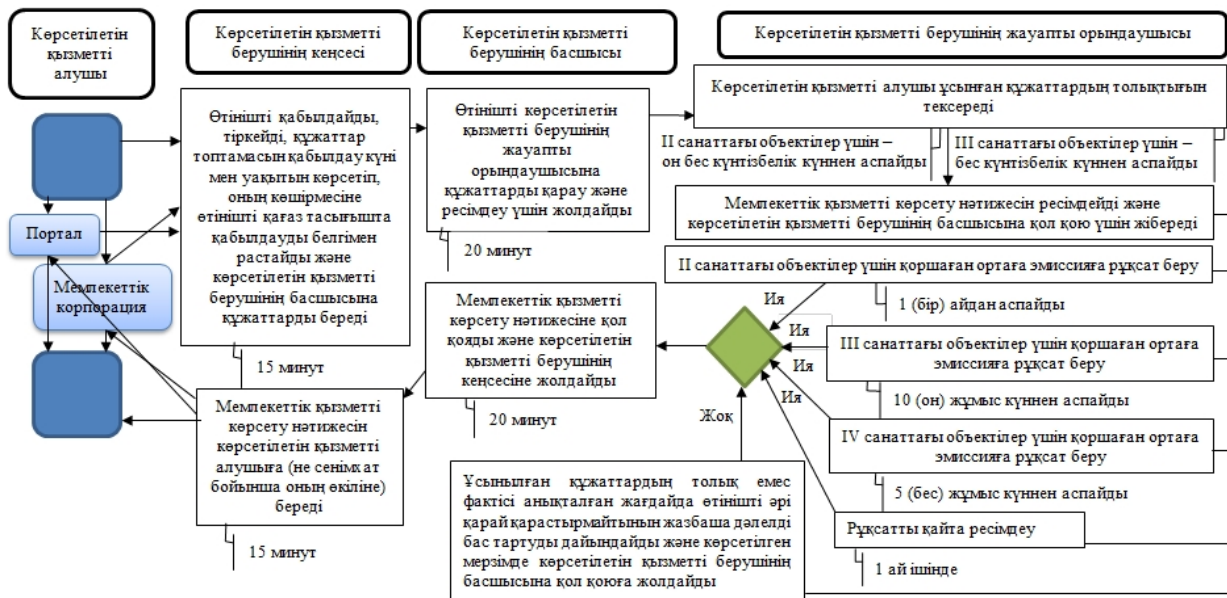 Көрсетілетін
қызметті
алушы
Көрсетілетін қызметті
берушінің кеңсесі
Көрсетілетін қызметті
берушінің басшысы
Көрсетілетін қызметті берушінің жауапты орындаушысы
Портал
Мемлекеттік
корпорация
Өтінішті қабылдайды,
тіркейді, құжаттар
топтамасын қабылдау күні
мен уақытын көрсетіп,
оның көшірмесіне
өтінішті қағаз тасығышта
қабылдауды белгімен
растайды және
көрсетілетін қызметті
берушінің басшысына
құжаттарды береді
15 минут
Өтінішті көрсетілетін
қызметті берушінің
жауапты
орындаушысына
құжаттарды қарау және
ресімдеу үшін жолдайды
20 минут
Көрсетілетін қызметті алушы ұсынған құжаттардың толықтығын
тексереді
II санаттағы объектілер үшін –
он бес күнтізбелік күннен аспайды
III санаттағы объектілер үшін –
бес күнтізбелік күннен аспайды
Мемлекеттік қызметті көрсету нәтижесін ресімдейді және
көрсетілетін қызметті берушінің басшысына қол қою үшін жібереді
II санаттағы объектілер үшін қоршаған ортаға эмиссияға рұқсат беру
1 (бір) айдан аспайды
Ия
Ия
III санаттағы объектілер үшін қоршаған ортаға
эмиссияға рұқсат беру
10 (он) жұмыс күннен аспайды
Ия
IV санаттағы объектілер үшін қоршаған ортаға
эмиссияға рұқсат беру
5 (бес) жұмыс күннен аспайды
Ия
Рұқсатты қайта ресімдеу
1 ай ішінде
Жоқ
Мемлекеттік қызметті
көрсету нәтижесіне қол
қояды және көрсетілетін
қызметті берушінің
кеңсесіне жолдайды
20 минут
Мемлекеттік қызметті
көрсету нәтижесін
көрсетілетін қызметті
алушыға (не сенімхат
бойынша оның өкіліне)
береді
15 минут
Ұсынылған құжаттардың толық емес
фактісі анықталған жағдайда өтінішті әрі
қарай қарастырмайтынын жазбаша дәлелді
бас тартуды дайындайды және көрсетілген
мерзімде көрсетілетін қызметті берушінің
басшысына қол қоюға жолдайды